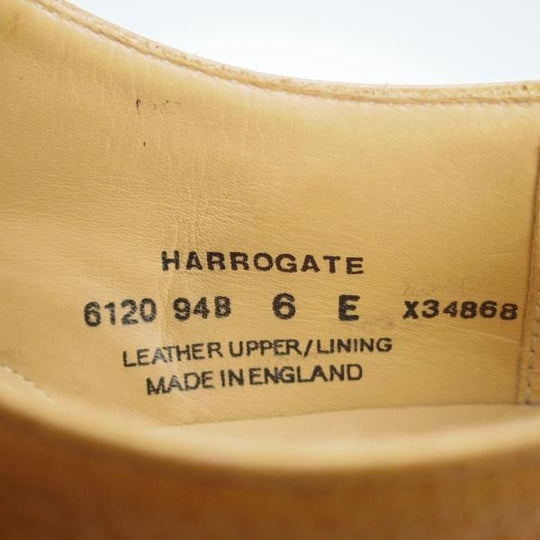 HARROGATE
6120 94B 6 E X34868
LEATHER UPPER/LINING
MADE IN ENGLAND